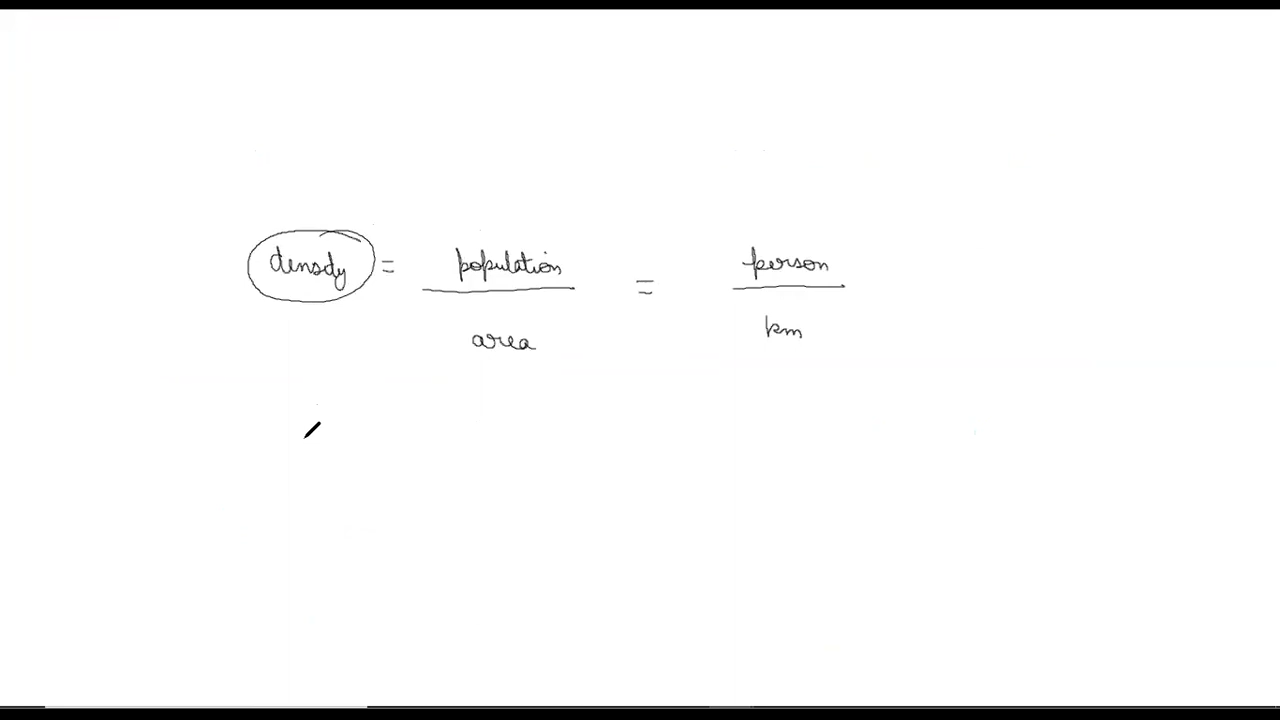 density = population = person
area km